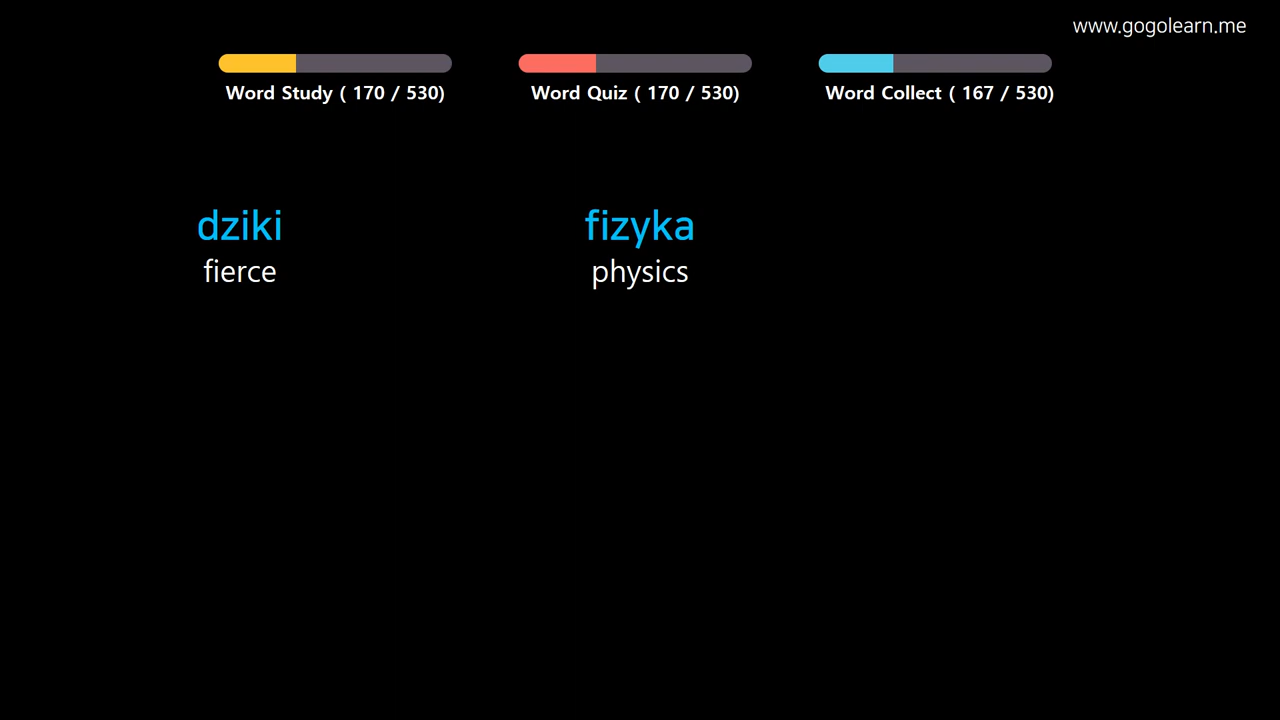 www.gogolearn.me
Word Study ( 170 / 530)
Word Quiz ( 170 / 530)
Word Collect ( 167 / 530)
dziki
fierce
fizyka
physics